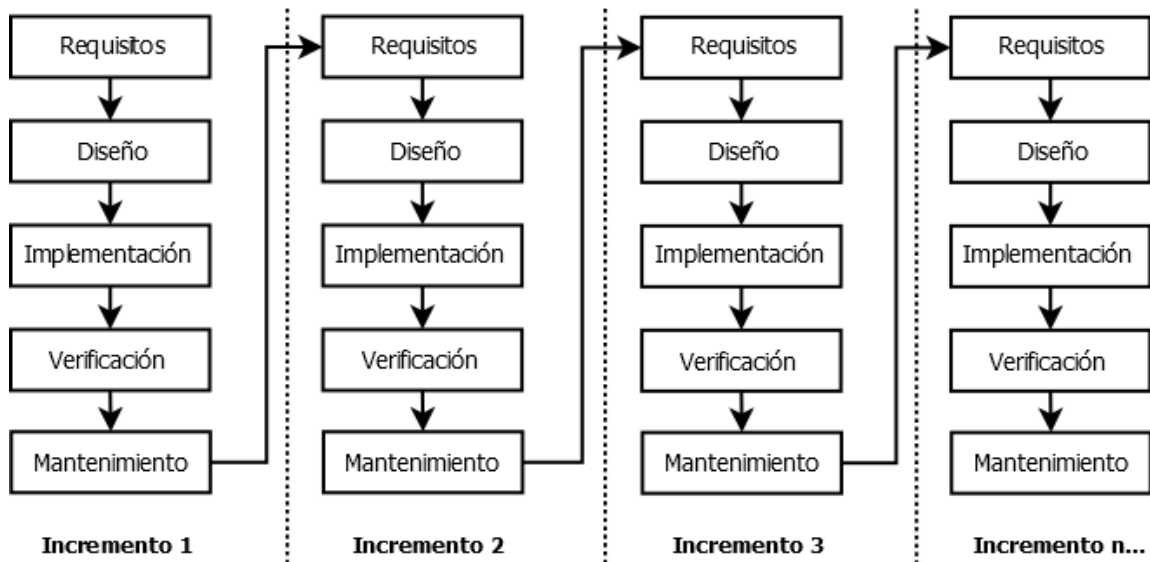 Requisitos
Diseño
Implementación
Verificación
Mantenimiento
Incremento 1
Requisitos
Diseño
Implementación
Verificación
Mantenimiento
Incremento 2
Requisitos
Diseño
Implementación
Verificación
Mantenimiento
Incremento 3
Requisitos
Diseño
Implementación
Verificación
Mantenimiento
Incremento n...